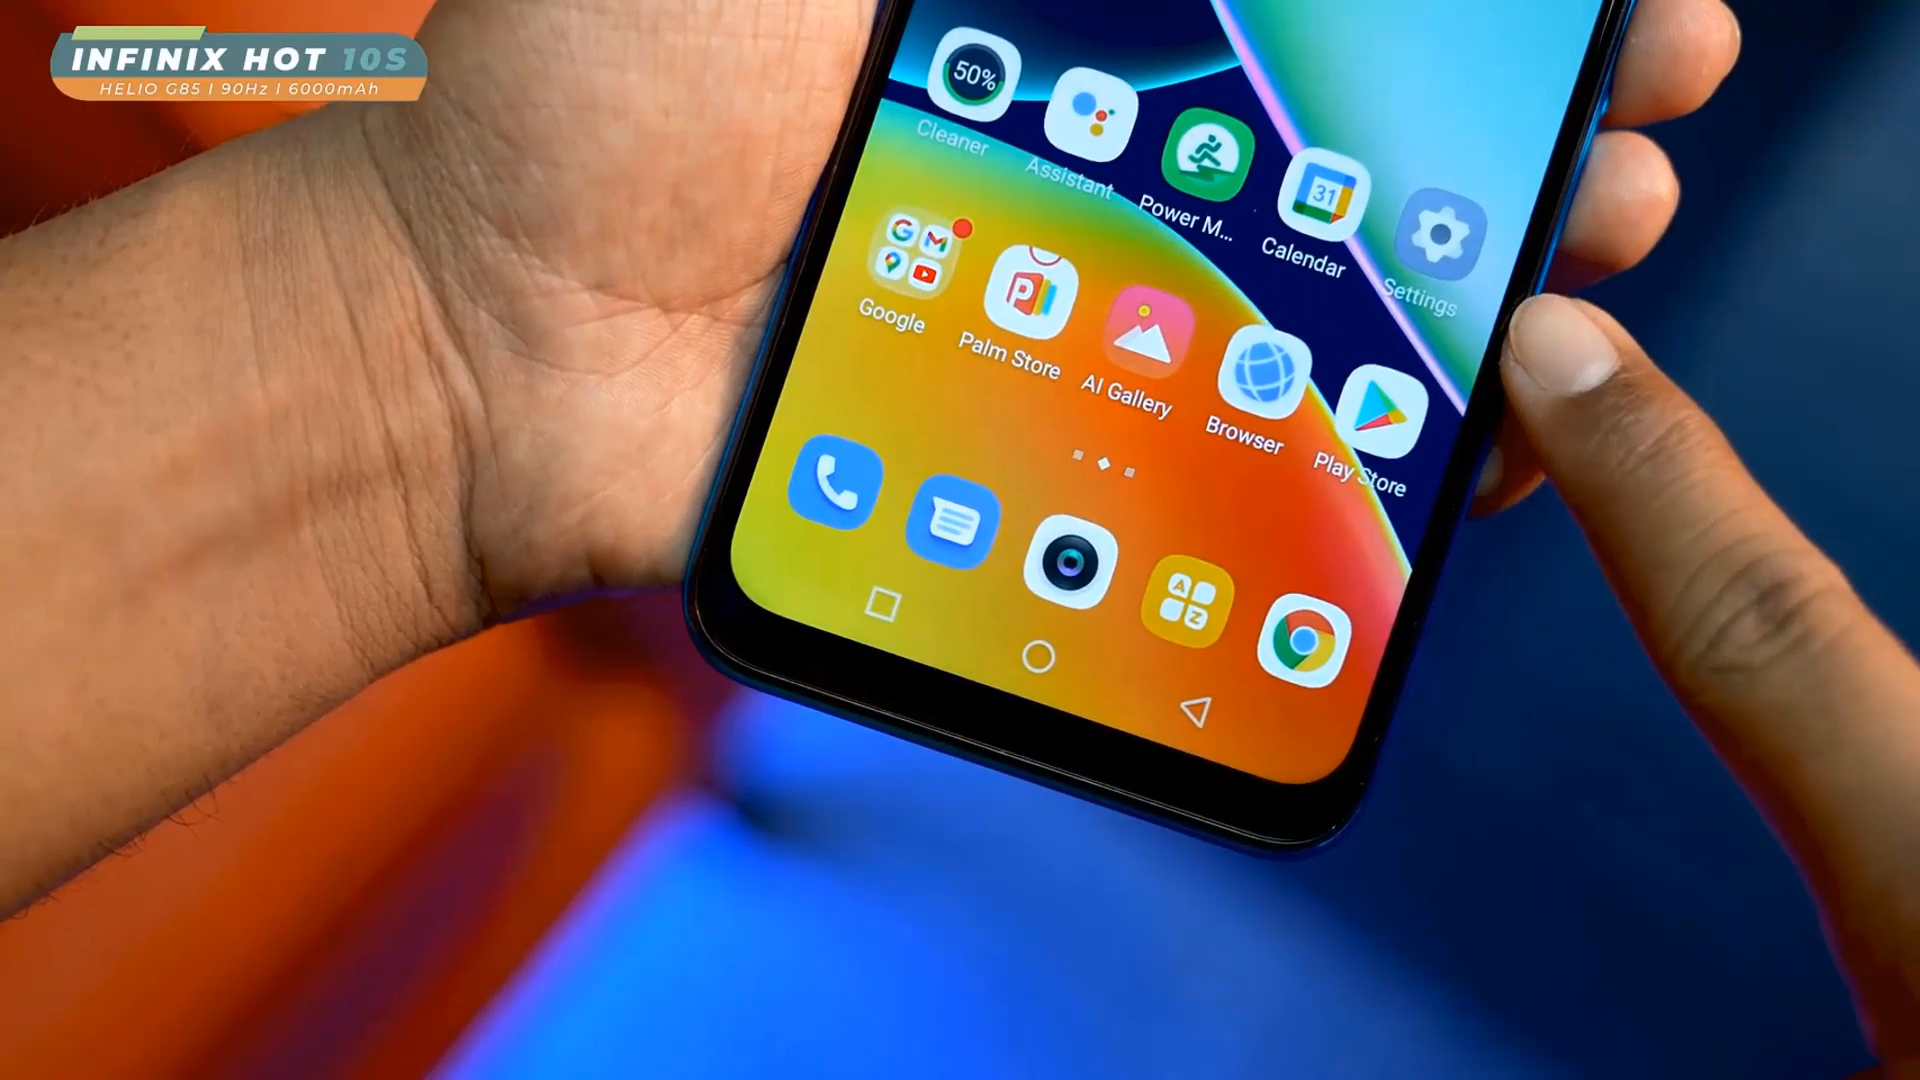 INFINIX HOT 10S
HELIO G85 | 90Hz | 6000mAh
50%
Cleaner
Assistant
Power M...
31
Calendar
Settings
G
Google
P
Palm Store
AI Gallery
Browser
Play Store
A
Z